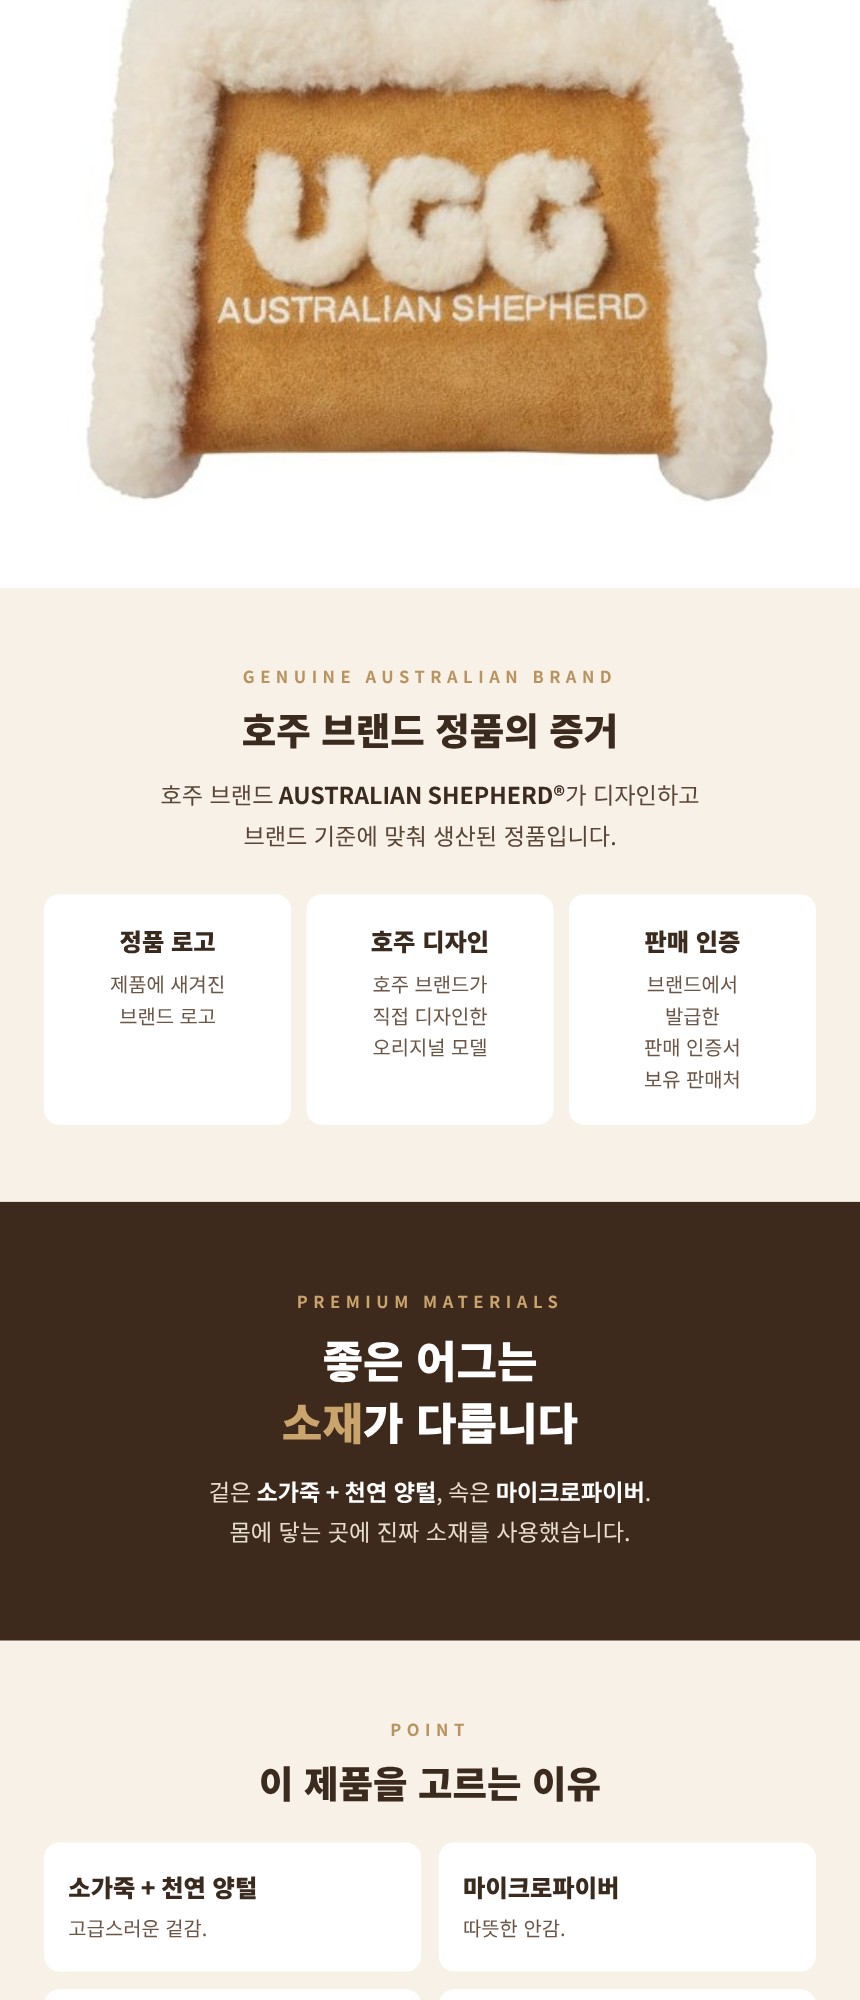 UGG
AUSTRALIAN SHEPHERD
GENUINE AUSTRALIAN BRAND
호주 브랜드 정품의 증거
호주 브랜드 AUSTRALIAN SHEPHERD®가 디자인하고
브랜드 기준에 맞춰 생산된 정품입니다.
정품 로고
제품에 새겨진
브랜드 로고
호주 디자인
호주 브랜드가
직접 디자인한
오리지널 모델
판매 인증
브랜드에서
발급한
판매 인증서
보유 판매처
PREMIUM MATERIALS
좋은 어그는
소재가 다릅니다
겉은 소가죽 + 천연 양털, 속은 마이크로파이버.
몸에 닿는 곳에 진짜 소재를 사용했습니다.
POINT
이 제품을 고르는 이유
소가죽 + 천연 양털
고급스러운 겉감.
마이크로파이버
따뜻한 안감.